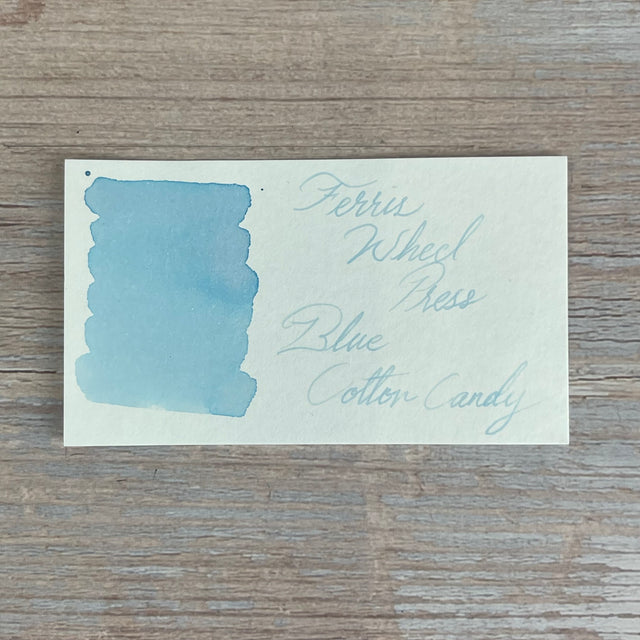 Ferris
Wheel
Press
Blue
Cotton Candy